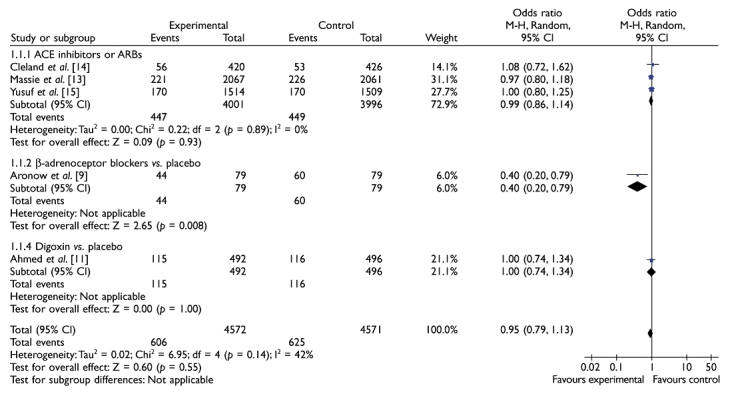 Experimental Control Odds ratio Odds ratio
M-H, Random, M-H, Random,
Study or subgroup Events Total Events Total Weight 95% CI 95% CI
1.1.1 ACE inhibitors or ARBs
Cleland et al. [14] 56 420 53 426 14.1% 1.08 (0.72, 1.62)
Massie et al. [13] 221 2067 226 2061 31.1% 0.97 (0.80, 1.18)
Yusuf et al. [15] 170 1514 170 1509 27.7% 1.00 (0.80, 1.25)
Subtotal (95% CI) 4001 3996 72.9% 0.99 (0.86, 1.14)
Total events 447 449
Heterogeneity: Tau² = 0.00; Chi² = 0.22; df = 2 (p = 0.89); I² = 0%
Test for overall effect: Z = 0.09 (p = 0.93)
1.1.2 β-adrenoceptor blockers vs. placebo
Aronow et al. [9] 44 79 60 79 6.0% 0.40 (0.20, 0.79)
Subtotal (95% CI) 79 79 6.0% 0.40 (0.20, 0.79)
Total events 44 60
Heterogeneity: Not applicable
Test for overall effect: Z = 2.65 (p = 0.008)
1.1.4 Digoxin vs. placebo
Ahmed et al. [11] 115 492 116 496 21.1% 1.00 (0.74, 1.34)
Subtotal (95% CI) 492 496 21.1% 1.00 (0.74, 1.34)
Total events 115 116
Heterogeneity: Not applicable
Test for overall effect: Z = 0.00 (p = 1.00)
Total (95% CI) 4572 4571 100.0% 0.95 (0.79, 1.13)
Total events 606 625
Heterogeneity: Tau² = 0.02; Chi² = 6.95; df = 4 (p = 0.14); I² = 42%
Test for overall effect: Z = 0.60 (p = 0.55)
Test for subgroup differences: Not applicable
0.02 0.1 1 10 50
Favours experimental Favours control